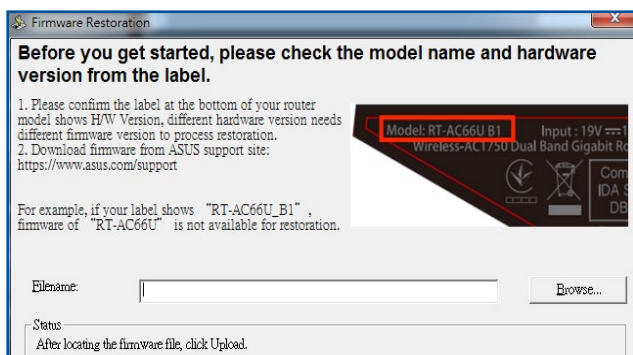 Firmware Restoration
Before you get started, please check the model name and hardware
version from the label.
1. Please confirm the label at the bottom of your router
model shows H/W Version, different hardware version needs
different firmware version to process restoration.
2. Download firmware from ASUS support site:
https://www.asus.com/support
For example, if your label shows “RT-AC66U_B1”,
firmware of “RT-AC66U” is not available for restoration.
Model: RT-AC66U B1 Input : 19V
Wireless-AC1750 Dual Band Gigabit
Com
IDA S
DB
Filename:
Browse...
Status
After locating the firmware file, click Upload.